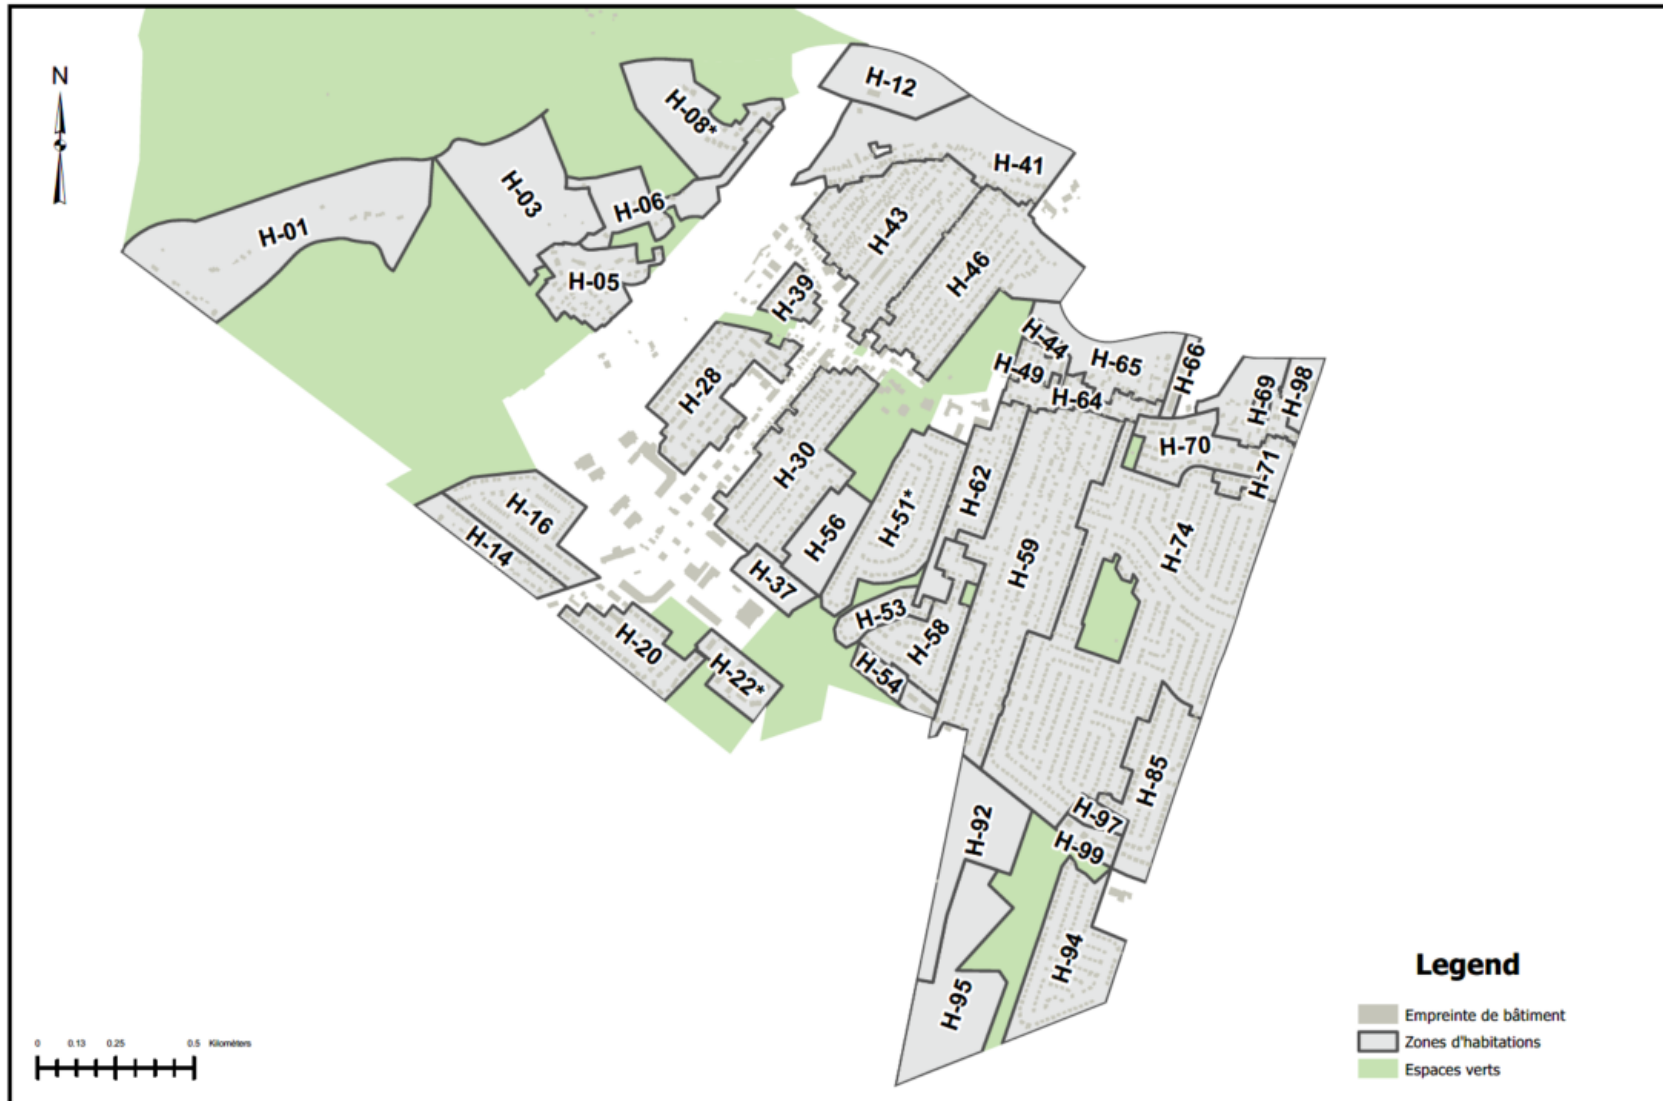 N
H-12
H-08*
H-41
H-03
H-06
H-01
H-43
H-46
H-05
H-39
H-44
H-65
H-66
H-49
H-28
H-64
H-69
H-98
H-70
H-30
H-71
H-62
H-51*
H-16
H-14
H-56
H-59
H-74
H-37
H-53
H-20
H-58
H-22*
H-54
H-85
H-97
H-92
H-99
H-94
H-95
Legend
Empreinte de bâtiment
Zones d'habitations
Espaces verts
0 0.13 0.25 0.5 Kilométers